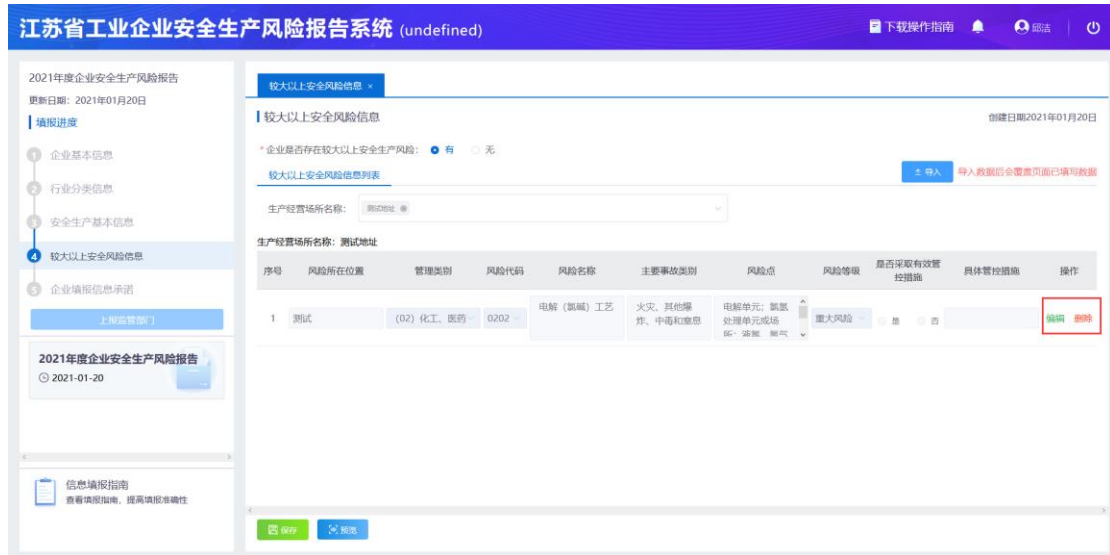 江苏省工业企业安全生产风险报告系统 (undefined)
下载操作指南
邱洁
2021年度企业安全生产风险报告
更新日期：2021年01月20日
填报进度
1 企业基本信息
2 行业分类信息
3 安全生产基本信息
4 较大以上安全风险信息
5 企业填报信息承诺
上报监管部门
2021年度企业安全生产风险报告
2021-01-20
信息填报指南
查看填报指南，提高填报准确性
较大以上安全风险信息 ×
较大以上安全风险信息
创建日期2021年01月20日
*企业是否存在较大以上安全生产风险： 有 无
较大以上安全风险信息列表
导入 导入数据后会覆盖页面已填写数据
生产经营场所名称： 测试地址
生产经营场所名称：测试地址
序号 风险所在位置 管理类别 风险代码 风险名称 主要事故类别 风险点 风险等级 是否采取有效管控措施 具体管控措施 操作
1 测试 (02) 化工、医药 0202 电解（氯碱）工艺 火灾、其他爆炸、中毒和窒息 电解单元；氯氢处理单元或场 重大风险 是 否 编辑 删除
保存 预览